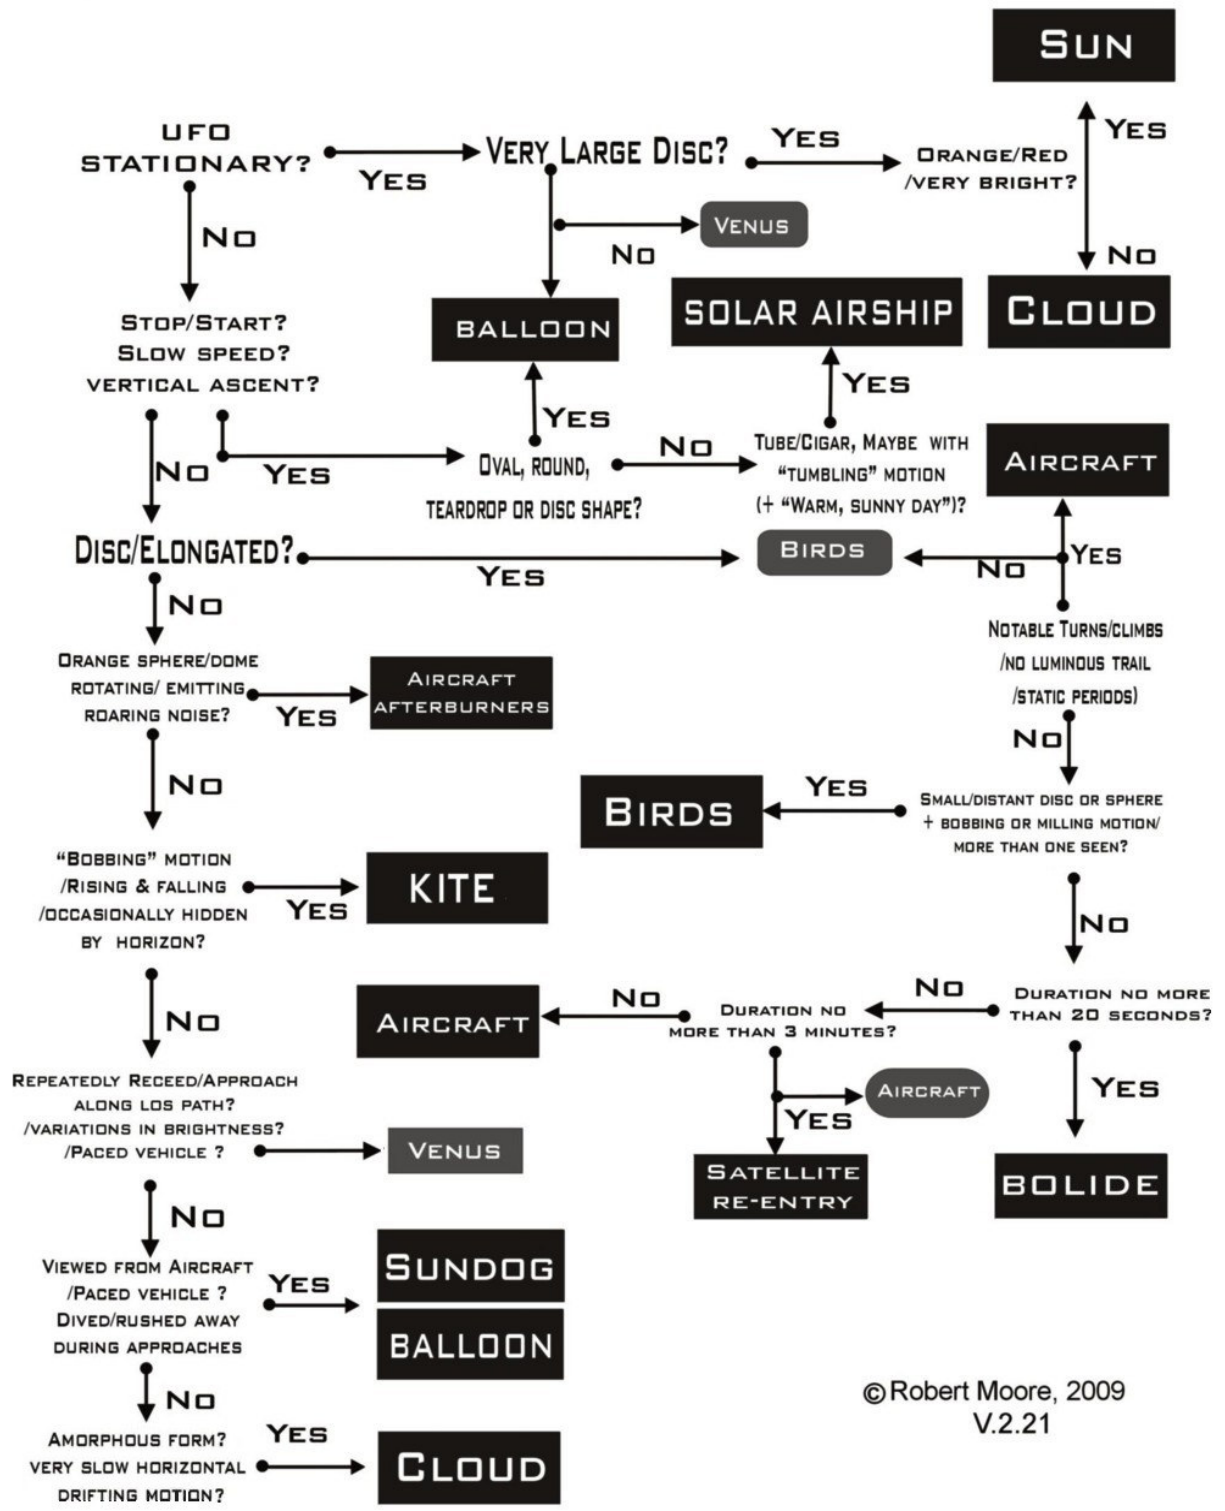 SUN
UFO
STATIONARY?
YES
VERY LARGE DISC?
YES
ORANGE/RED
/VERY BRIGHT?
YES
NO
VENUS
NO
NO
CLOUD
SOLAR AIRSHIP
BALLOON
STOP/START?
SLOW SPEED?
VERTICAL ASCENT?
YES
YES
NO
YES
OVAL, ROUND,
TEARDROP OR DISC SHAPE?
NO
TUBE/CIGAR, MAYBE WITH
"TUMBLING" MOTION
(+ "WARM, SUNNY DAY")?
AIRCRAFT
DISC/ELONGATED?
YES
BIRDS
NO
YES
NO
NOTABLE TURNS/CLIMBS
/NO LUMINOUS TRAIL
/STATIC PERIODS)
ORANGE SPHERE/DOME
ROTATING/ EMITTING
ROARING NOISE?
YES
AIRCRAFT
AFTERBURNERS
NO
NO
BIRDS
YES
SMALL/DISTANT DISC OR SPHERE
+ BOBBING OR MILLING MOTION/
MORE THAN ONE SEEN?
"BOBBING" MOTION
/RISING & FALLING
/OCCASIONALLY HIDDEN
BY HORIZON?
YES
KITE
NO
NO
AIRCRAFT
NO
DURATION NO
MORE THAN 3 MINUTES?
NO
DURATION NO MORE
THAN 20 SECONDS?
REPEATEDLY RECEED/APPROACH
ALONG LOS PATH?
/VARIATIONS IN BRIGHTNESS?
/PACED VEHICLE ?
VENUS
YES
AIRCRAFT
YES
SATELLITE
RE-ENTRY
BOLIDE
NO
VIEWED FROM AIRCRAFT
/PACED VEHICLE ?
DIVED/RUSHED AWAY
DURING APPROACHES
YES
SUNDOG
BALLOON
NO
AMORPHOUS FORM?
VERY SLOW HORIZONTAL
DRIFTING MOTION?
YES
CLOUD
© Robert Moore, 2009
V.2.21